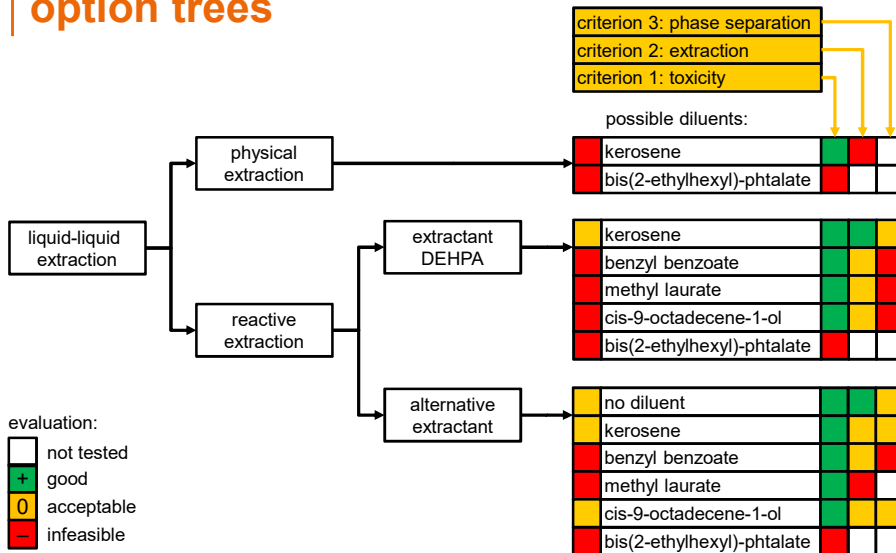 option trees
criterion 3: phase separation
criterion 2: extraction
criterion 1: toxicity
possible diluents:
physical
extraction
kerosene
bis(2-ethylhexyl)-phtalate
liquid-liquid
extraction
extractant
DEHPA
kerosene
benzyl benzoate
methyl laurate
cis-9-octadecene-1-ol
bis(2-ethylhexyl)-phtalate
reactive
extraction
alternative
extractant
no diluent
kerosene
benzyl benzoate
methyl laurate
cis-9-octadecene-1-ol
bis(2-ethylhexyl)-phtalate
evaluation:
not tested
+ good
0 acceptable
– infeasible